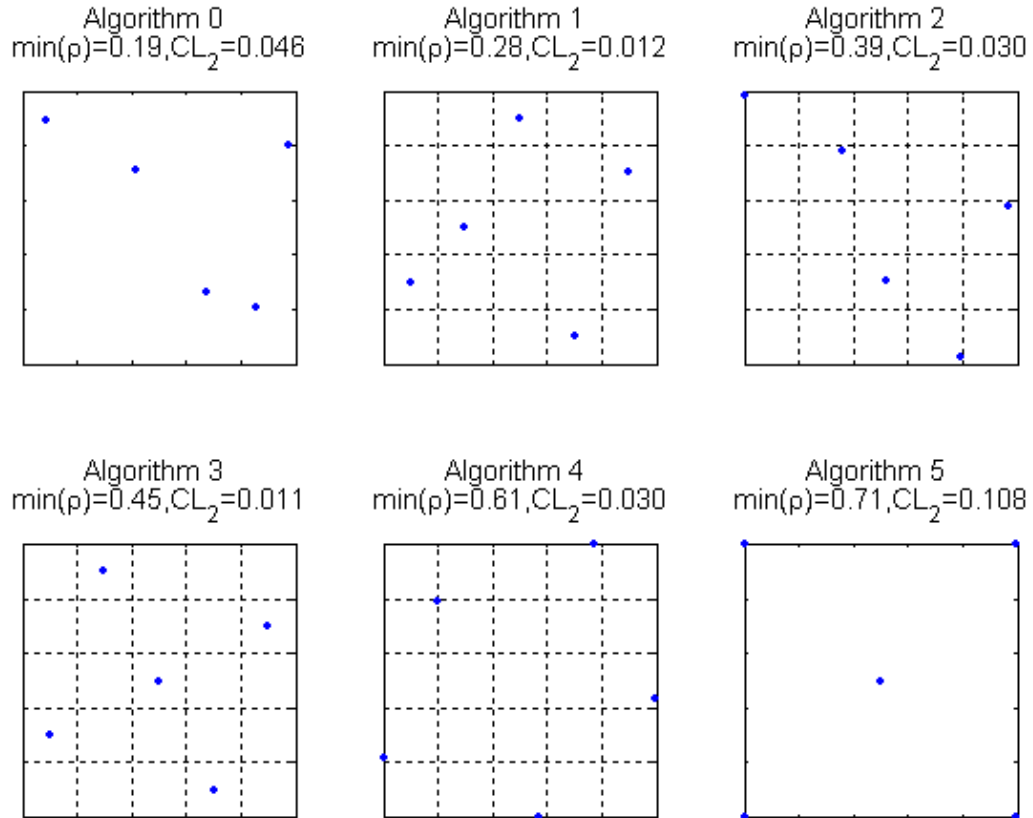 Algorithm 0
min(ρ)=0.19,CL₂=0.046
Algorithm 1
min(ρ)=0.28,CL₂=0.012
Algorithm 2
min(ρ)=0.39,CL₂=0.030
Algorithm 3
min(ρ)=0.45,CL₂=0.011
Algorithm 4
min(ρ)=0.61,CL₂=0.030
Algorithm 5
min(ρ)=0.71,CL₂=0.108